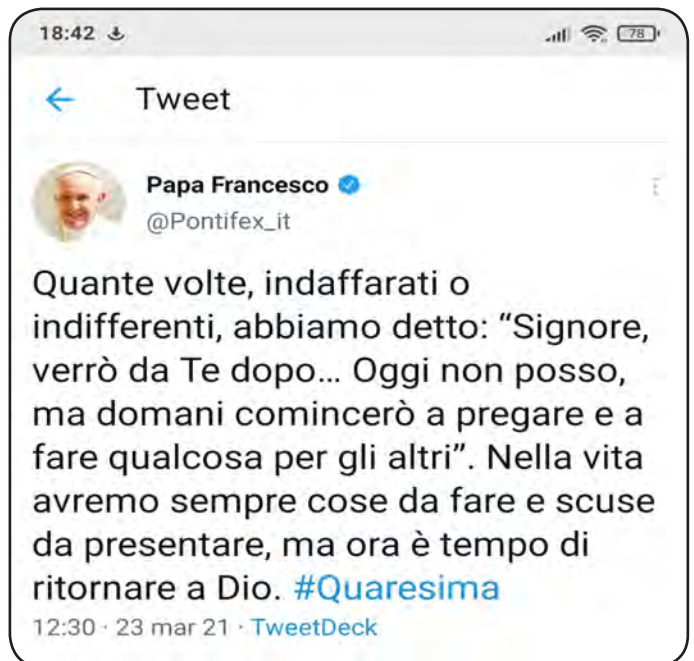 18:42
78
Tweet
Papa Francesco
@Pontifex_it
Quante volte, indaffarati o
indifferenti, abbiamo detto: “Signore,
verrò da Te dopo... Oggi non posso,
ma domani comincerò a pregare e a
fare qualcosa per gli altri”. Nella vita
avremo sempre cose da fare e scuse
da presentare, ma ora è tempo di
ritornare a Dio. #Quaresima
12:30 · 23 mar 21 · TweetDeck